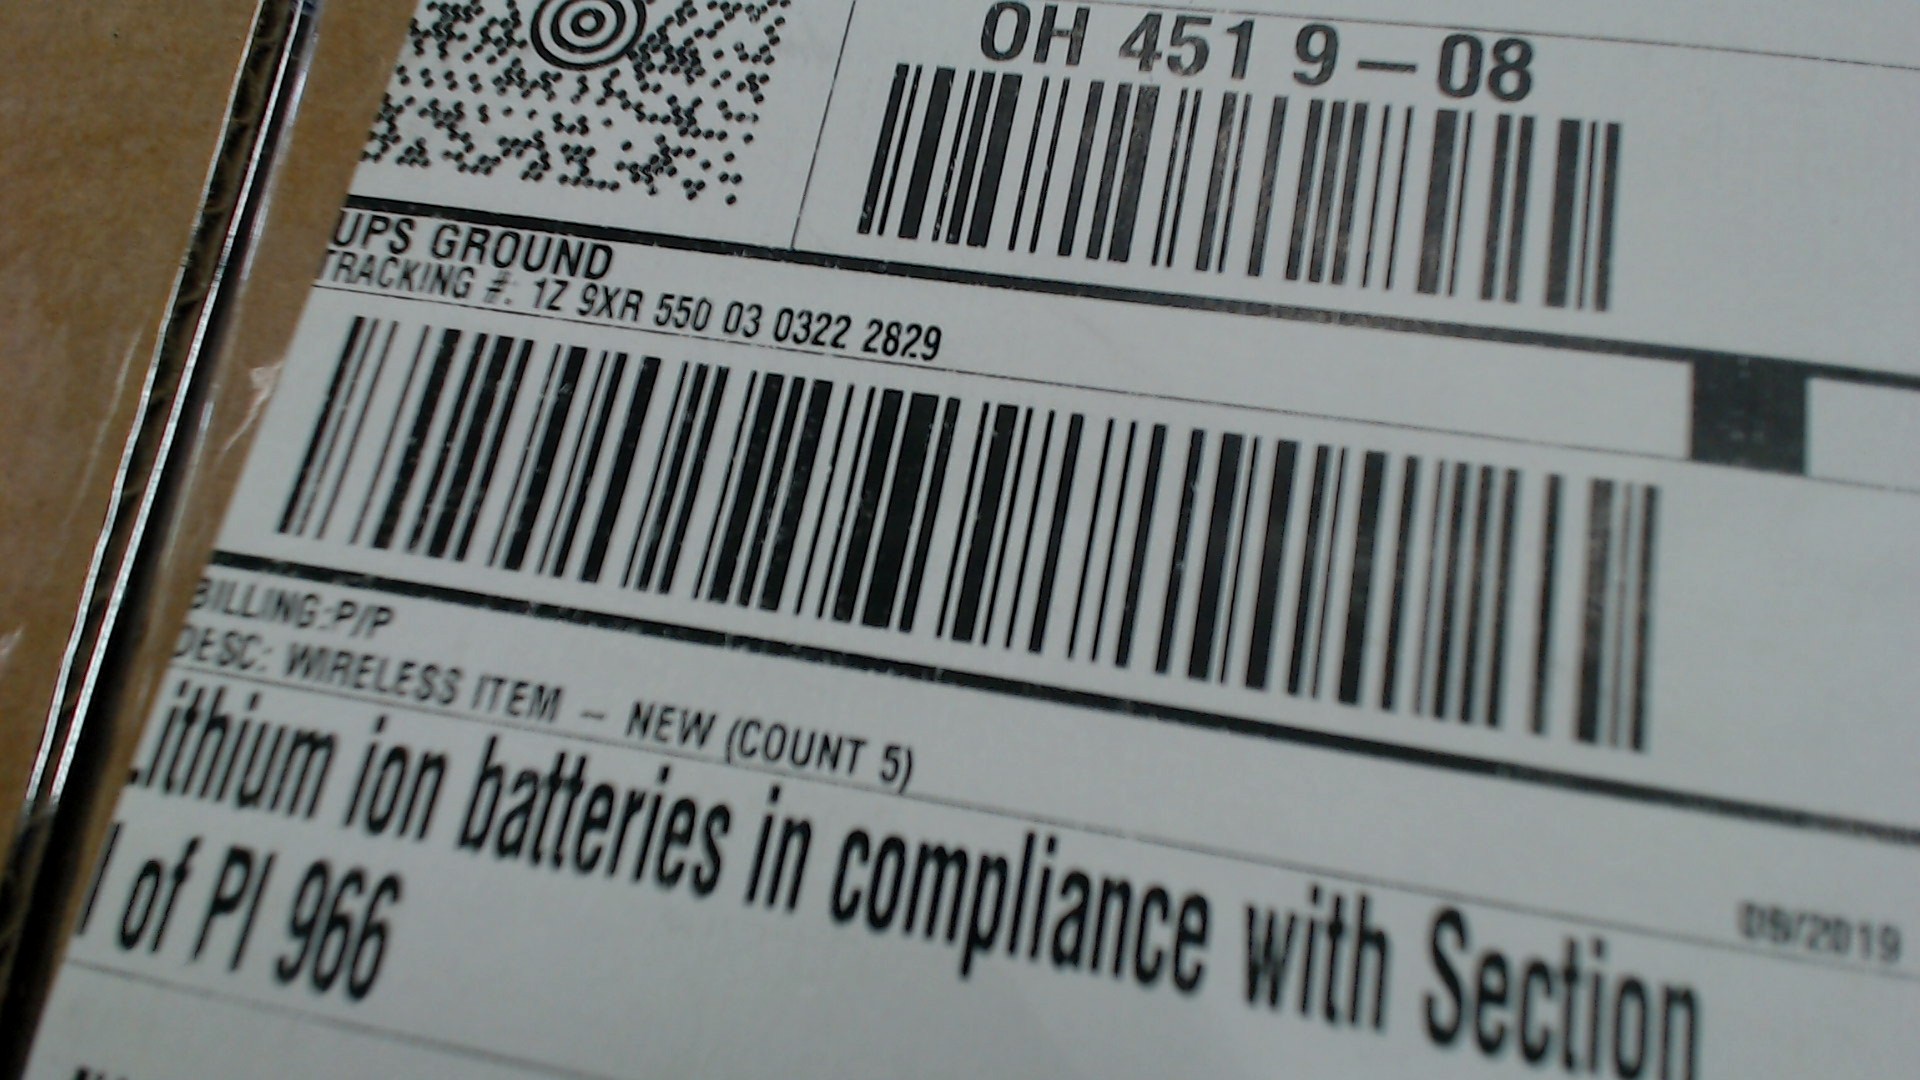 OH 451 9-08
UPS GROUND
TRACKING #: 1Z 9XR 550 03 0322 2829
BILLING:P/P
DESC: WIRELESS ITEM - NEW (COUNT 5)
Lithium ion batteries in compliance with Section
of PI 966
09/2019